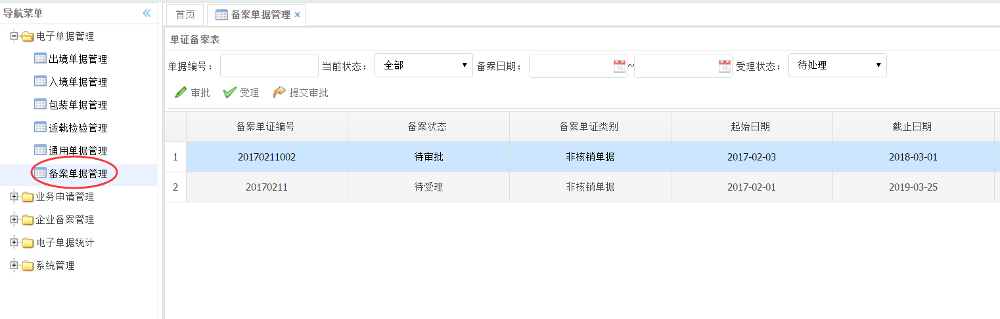 导航菜单
电子单据管理
出境单据管理
入境单据管理
包装单据管理
适载检验管理
通用单据管理
备案单据管理
业务申请管理
企业备案管理
电子单据统计
系统管理
首页 备案单据管理 ×
单证备案表
单据编号： 当前状态： 全部 备案日期： ~ 受理状态： 待处理
审批 受理 提交审批
备案单证编号 备案状态 备案单证类别 起始日期 截止日期
1 20170211002 待审批 非核销单据 2017-02-03 2018-03-01
2 20170211 待受理 非核销单据 2017-02-01 2019-03-25